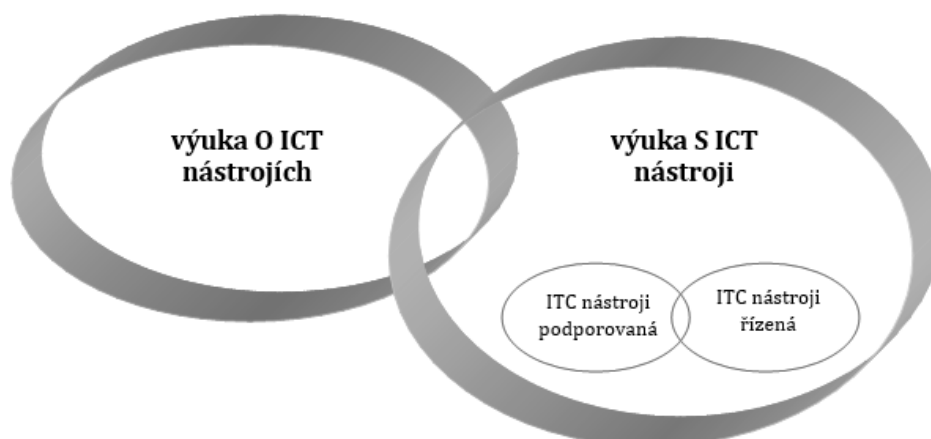 výuka O ICT
nástrojích
výuka S ICT
nástroji
ITC nástroji
podporovaná
ITC nástroji
řízená